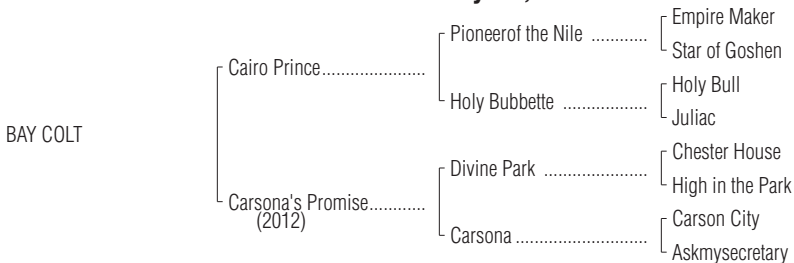 Empire Maker
Pioneerof the Nile ............
Star of Goshen
Cairo Prince......................
Holy Bull
Holy Bubbette ..................
Juliac
BAY COLT
Chester House
Divine Park ......................
High in the Park
Carsona's Promise............
(2012)
Carson City
Carsona ............................
Askmysecretary